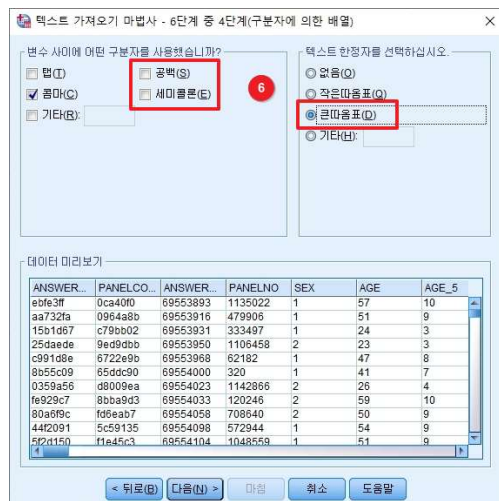 텍스트 가져오기 마법사 - 6단계 중 4단계(구분자에 의한 배열)
변수 사이에 어떤 구분자를 사용했습니까?
탭(T)
공백(S)
콤마(C)
세미콜론(E)
기타(R):
6
텍스트 한정자를 선택하십시오.
없음(O)
작은따옴표(Q)
큰따옴표(D)
기타(H):
데이터 미리보기
ANSWER... PANELCO... ANSWER... PANELNO SEX AGE AGE_5
ebfe3ff 0ca40f0 69553893 1135022 1 57 10
aa732fa 0964a8b 69553916 479906 1 51 9
15b1d67 c79bb02 69553931 333497 1 24 3
25daede 9ed9dbb 69553950 1106458 2 23 3
c991d8e 6722e9b 69553968 62182 1 47 8
8b55c09 65ddc90 69554000 320 1 41 7
0359a56 d8009ea 69554023 1142866 2 26 4
fe929c7 8bba9d3 69554033 120246 2 59 10
80a6f9c fd6eab7 69554058 708640 2 50 9
44f2091 5c59135 69554098 572944 1 54 9
5f2d150 f1e45c3 69554104 1048559 1 51 9
< 뒤로(B) 다음(N) > 마침 취소 도움말